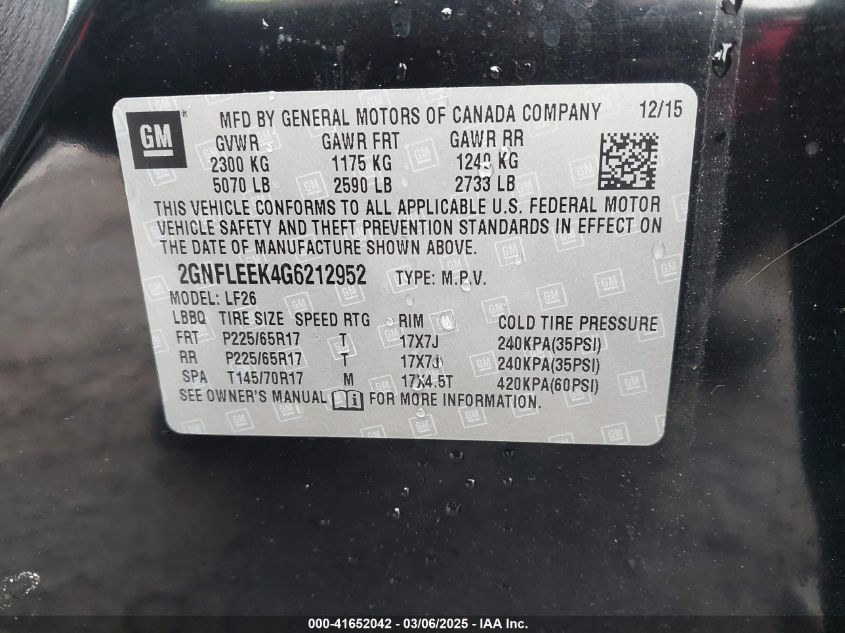 GM ® MFD BY GENERAL MOTORS OF CANADA COMPANY 12/15
GVWR GAWR FRT GAWR RR
2300 KG 1175 KG 1240 KG
5070 LB 2590 LB 2733 LB
THIS VEHICLE CONFORMS TO ALL APPLICABLE U.S. FEDERAL MOTOR
VEHICLE SAFETY AND THEFT PREVENTION STANDARDS IN EFFECT ON
THE DATE OF MANUFACTURE SHOWN ABOVE.
2GNFLEEK4G6212952 TYPE: M.P.V.
MODEL: LF26
LBBQ TIRE SIZE SPEED RTG RIM COLD TIRE PRESSURE
FRT P225/65R17 T 17X7J 240KPA(35PSI)
RR P225/65R17 T 17X7J 240KPA(35PSI)
SPA T145/70R17 M 17X4.5T 420KPA(60PSI)
SEE OWNER'S MANUAL FOR MORE INFORMATION.
000-41652042 - 03/06/2025 - IAA Inc.